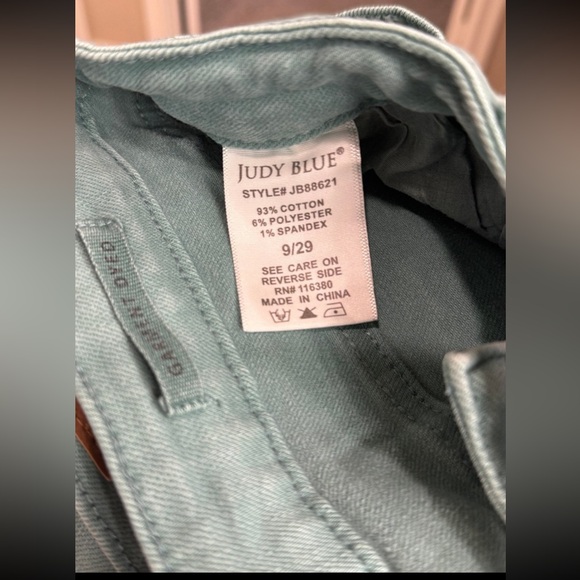 JUDY BLUE®
STYLE# JB88621
93% COTTON
6% POLYESTER
1% SPANDEX
9/29
SEE CARE ON
REVERSE SIDE
RN# 116380
MADE IN CHINA
GARMENT DYED